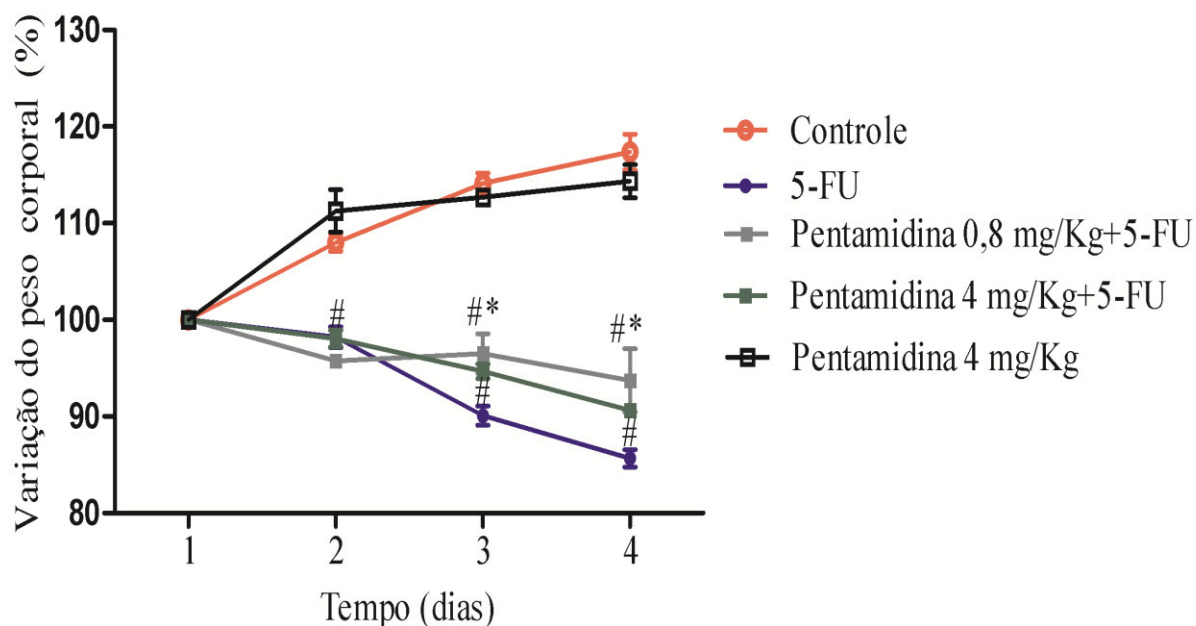 Variação do peso corporal (%)
130
120
110
100
90
80
#
#*
#*
#
#
1
2
3
4
Tempo (dias)
Controle
5-FU
Pentamidina 0,8 mg/Kg+5-FU
Pentamidina 4 mg/Kg+5-FU
Pentamidina 4 mg/Kg